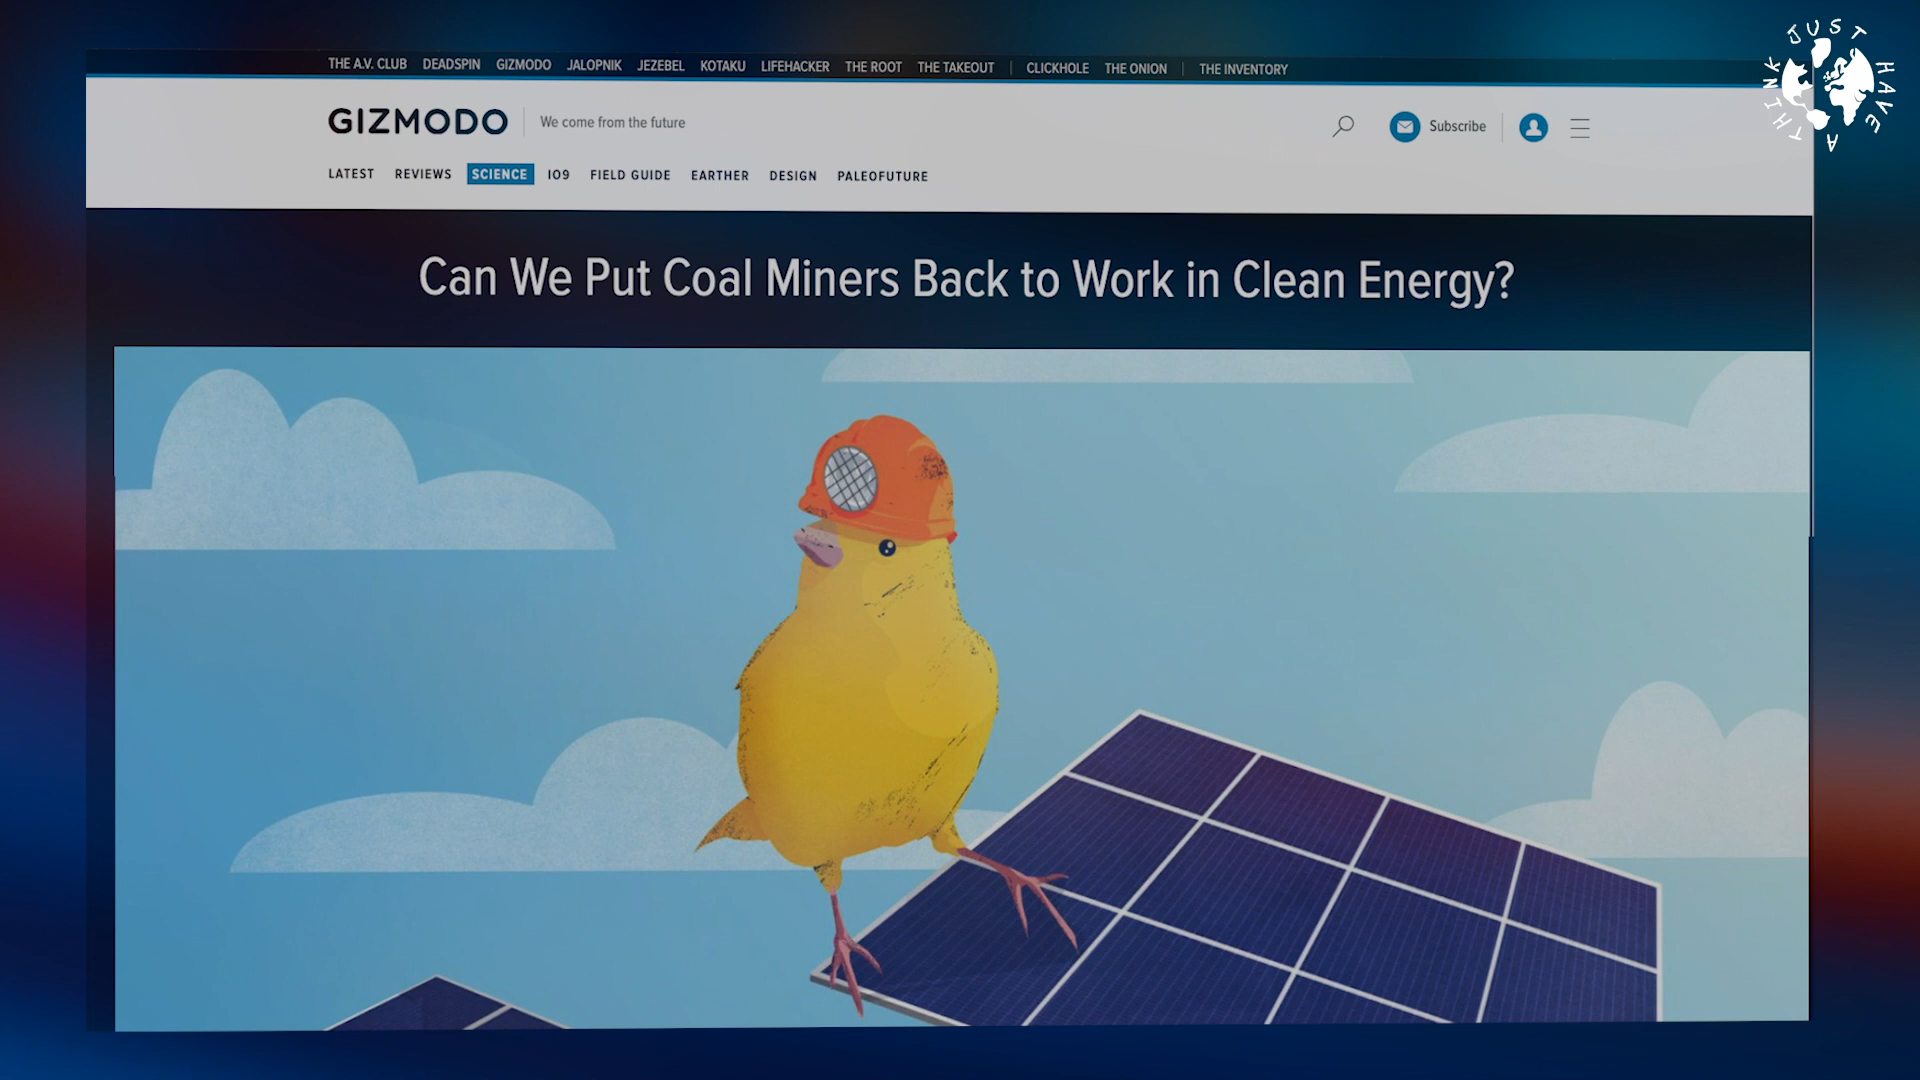 THE A.V. CLUB DEADSPIN GIZMODO JALOPNIK JEZEBEL KOTAKU LIFEHACKER THE ROOT THE TAKEOUT | CLICKHOLE THE ONION | THE INVENTORY
JUST HAVE A THINK
GIZMODO We come from the future Subscribe
LATEST REVIEWS SCIENCE IO9 FIELD GUIDE EARTHER DESIGN PALEOFUTURE
Can We Put Coal Miners Back to Work in Clean Energy?